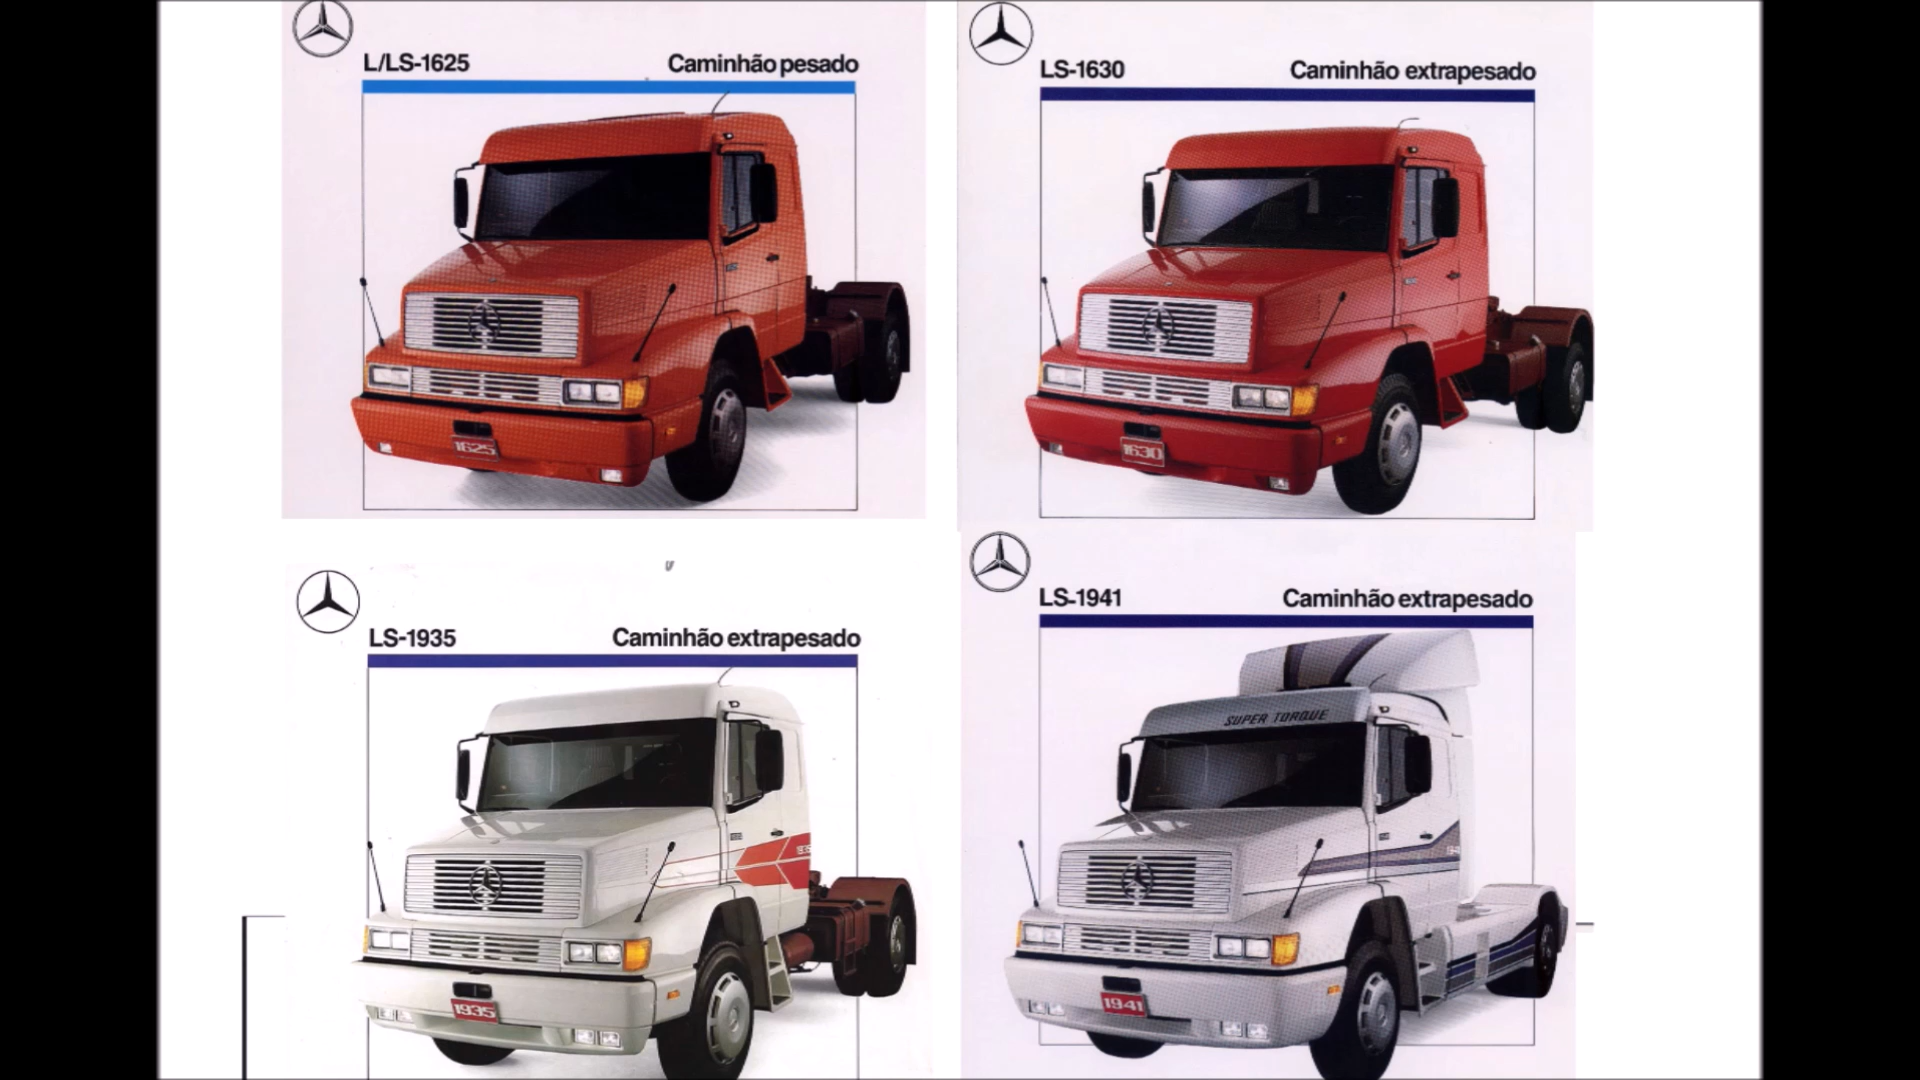 L/LS-1625 Caminhão pesado
1625
LS-1630 Caminhão extrapesado
1630
LS-1935 Caminhão extrapesado
1935
1935
LS-1941 Caminhão extrapesado
SUPER TORQUE
1941